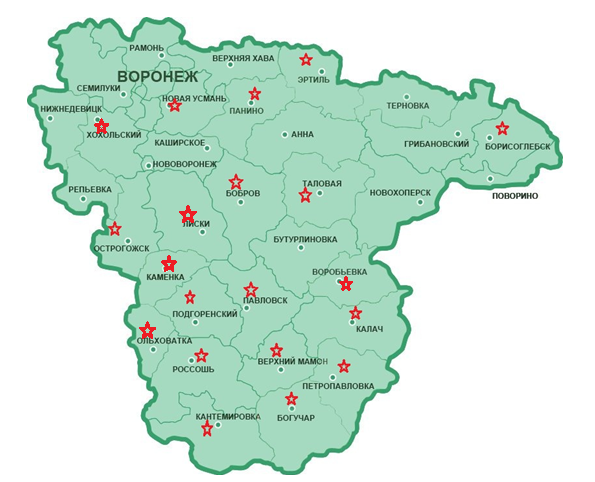 РАМОНЬ
ВЕРХНЯЯ ХАВА
ВОРОНЕЖ
ЭРТИЛЬ
СЕМИЛУКИ
НОВАЯ УСМАНЬ
НИЖНЕДЕВИЦК
ПАНИНО
ТЕРНОВКА
ХОХОЛЬСКИЙ
АННА
КАШИРСКОЕ
ГРИБАНОВСКИЙ
БОРИСОГЛЕБСК
НОВОВОРОНЕЖ
РЕПЬЕВКА
ТАЛОВАЯ
БОБРОВ
НОВОХОПЕРСК
ПОВОРИНО
ЛИСКИ
ОСТРОГОЖСК
БУТУРЛИНОВКА
КАМЕНКА
ВОРОБЬЕВКА
ПАВЛОВСК
ПОДГОРЕНСКИЙ
КАЛАЧ
ОЛЬХОВАТКА
РОССОШЬ
ВЕРХНИЙ МАМОН
ПЕТРОПАВЛОВКА
КАНТЕМИРОВКА
БОГУЧАР